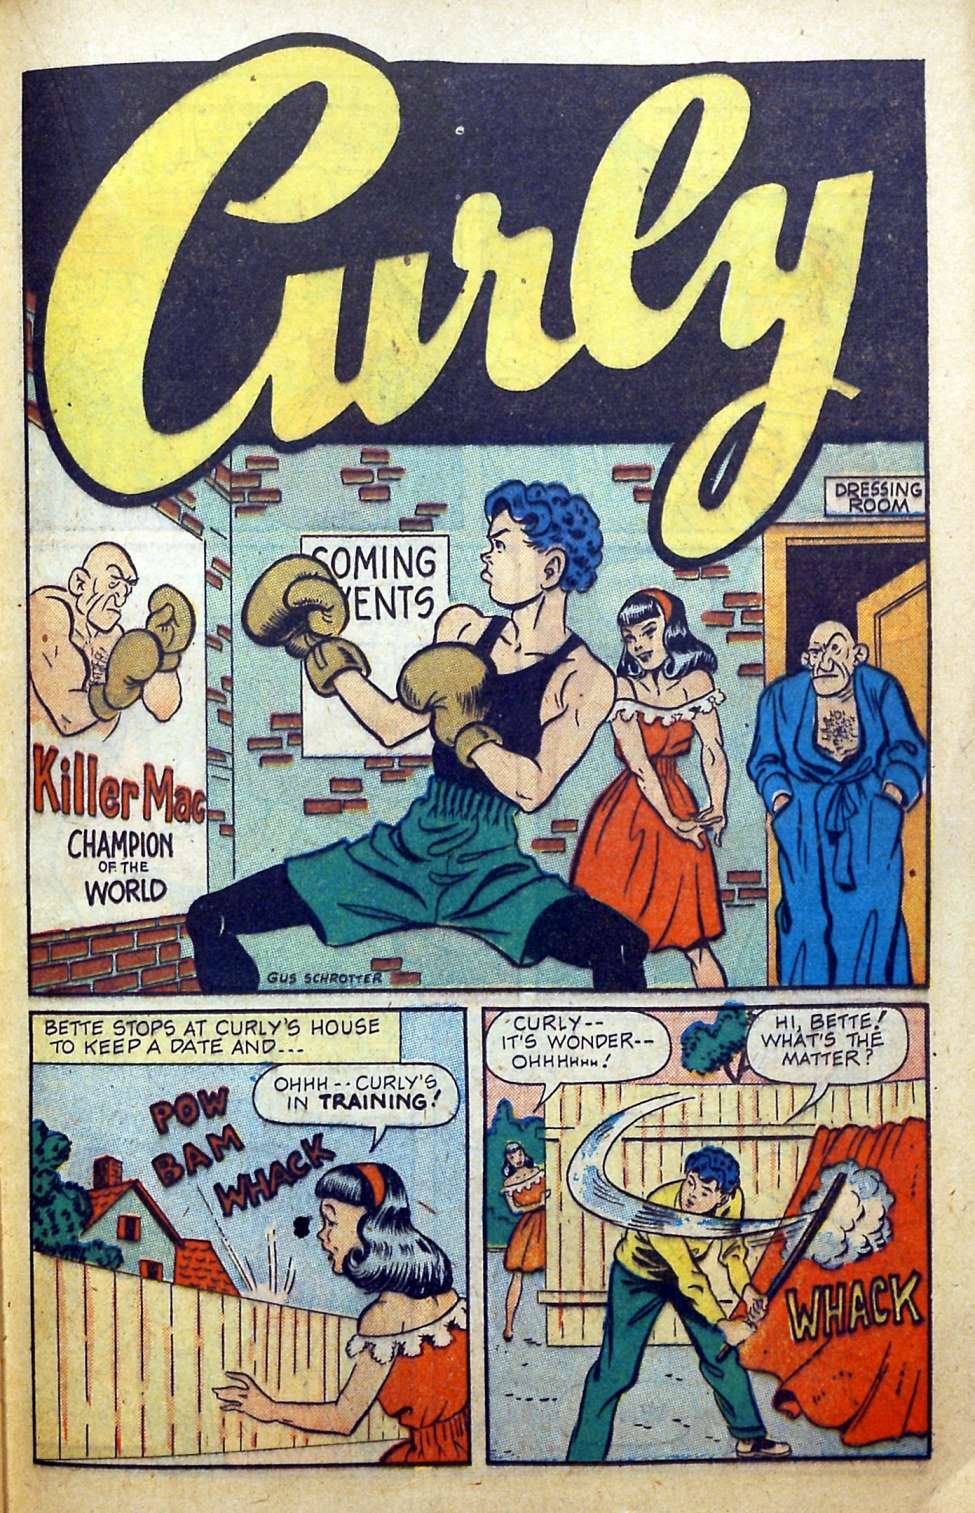 Curly
DRESSING
ROOM
COMING
EVENTS
Killer Mac
CHAMPION
OF THE
WORLD
GUS SCHROTTER
BETTE STOPS AT CURLY'S HOUSE
TO KEEP A DATE AND---
POW
BAM
WHACK
OHHH--CURLY'S
IN TRAINING!
CURLY--
IT'S WONDER--
OHHHHHH!
HI, BETTE!
WHAT'S THE
MATTER?
WHACK